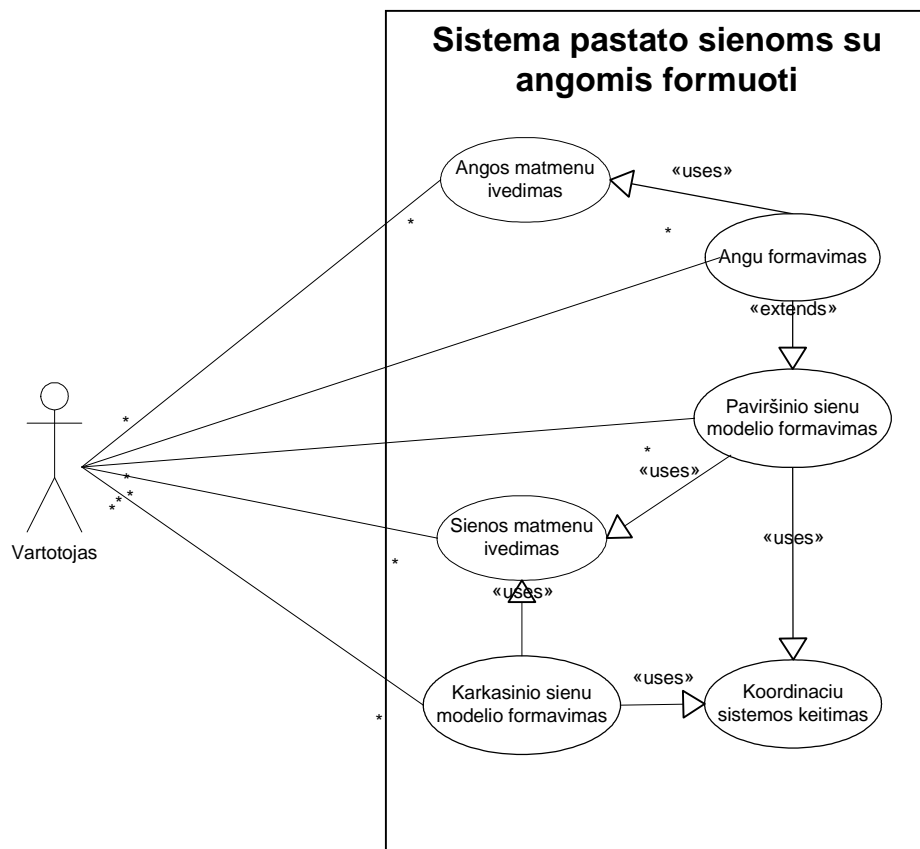 Sistema pastato sienoms su
angomis formuoti
Angos matmenu
ivedimas
«uses»
*
*
Angu formavimas
«extends»
Paviršinio sienu
modelio formavimas
*
*
«uses»
*
*
*
*
Sienos matmenu
ivedimas
«uses»
Vartotojas
*
«uses»
«uses»
Karkasinio sienu
modelio formavimas
Koordinaciu
sistemos keitimas
*